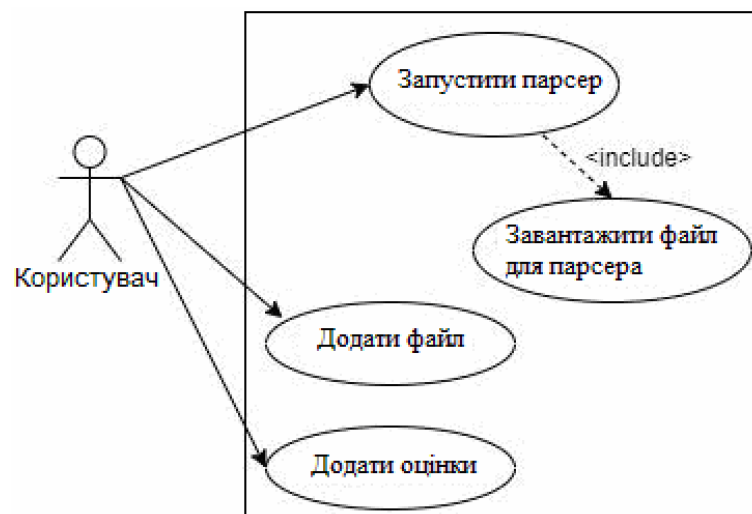 Запустити парсер
<include>
Завантажити файл
для парсера
Користувач
Додати файл
Додати оцінки